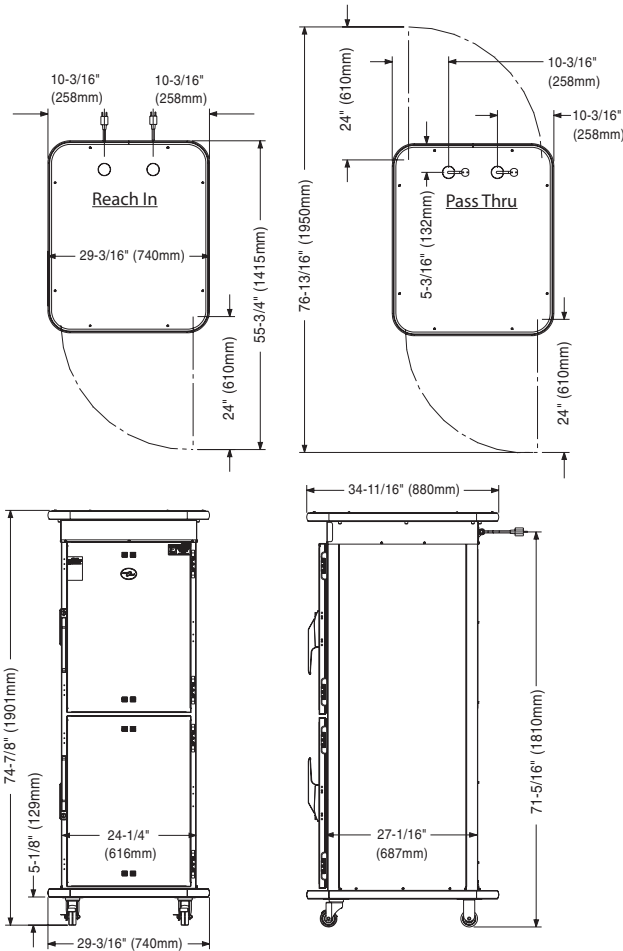 10-3/16"
(258mm)
10-3/16"
(258mm)
Reach In
29-3/16" (740mm)
55-3/4" (1415mm)
24" (610mm)
76-13/16" (1950mm)
24" (610mm)
10-3/16"
(258mm)
10-3/16"
(258mm)
Pass Thru
5-3/16" (132mm)
24" (610mm)
74-7/8" (1901mm)
5-1/8" (129mm)
24-1/4"
(616mm)
29-3/16" (740mm)
34-11/16" (880mm)
27-1/16"
(687mm)
71-5/16" (1810mm)